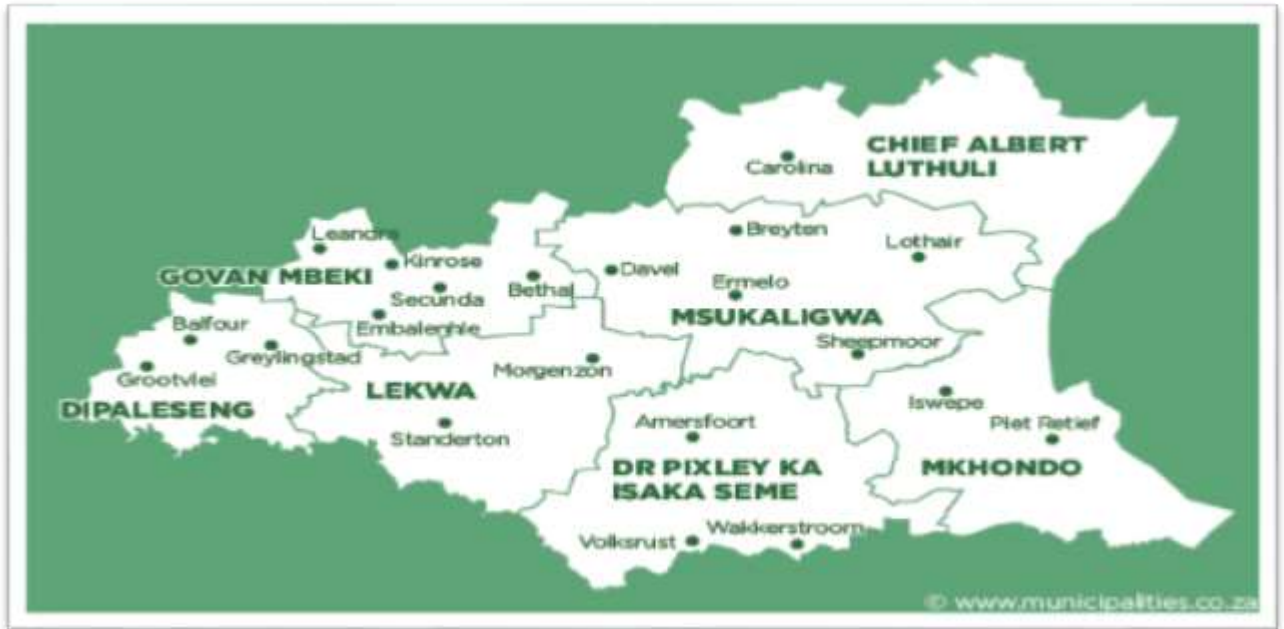 CHIEF ALBERT
LUTHULI
Carolina
Breyten
Lothair
Davel
Ermelo
MSUKALIGWA
Sheepmoor
Leandra
Kinrose
GOVAN MBEKI
Secunda
Bethal
Embalenhle
Balfour
Greylingstad
Grootvlei
DIPALESENG
Morgenzon
LEKWA
Standerton
Amersfoort
DR PIXLEY KA
ISAKA SEME
Volksrust
Wakkerstroom
Iswepe
Piet Retief
MKHONDO
© www.municipalities.co.za